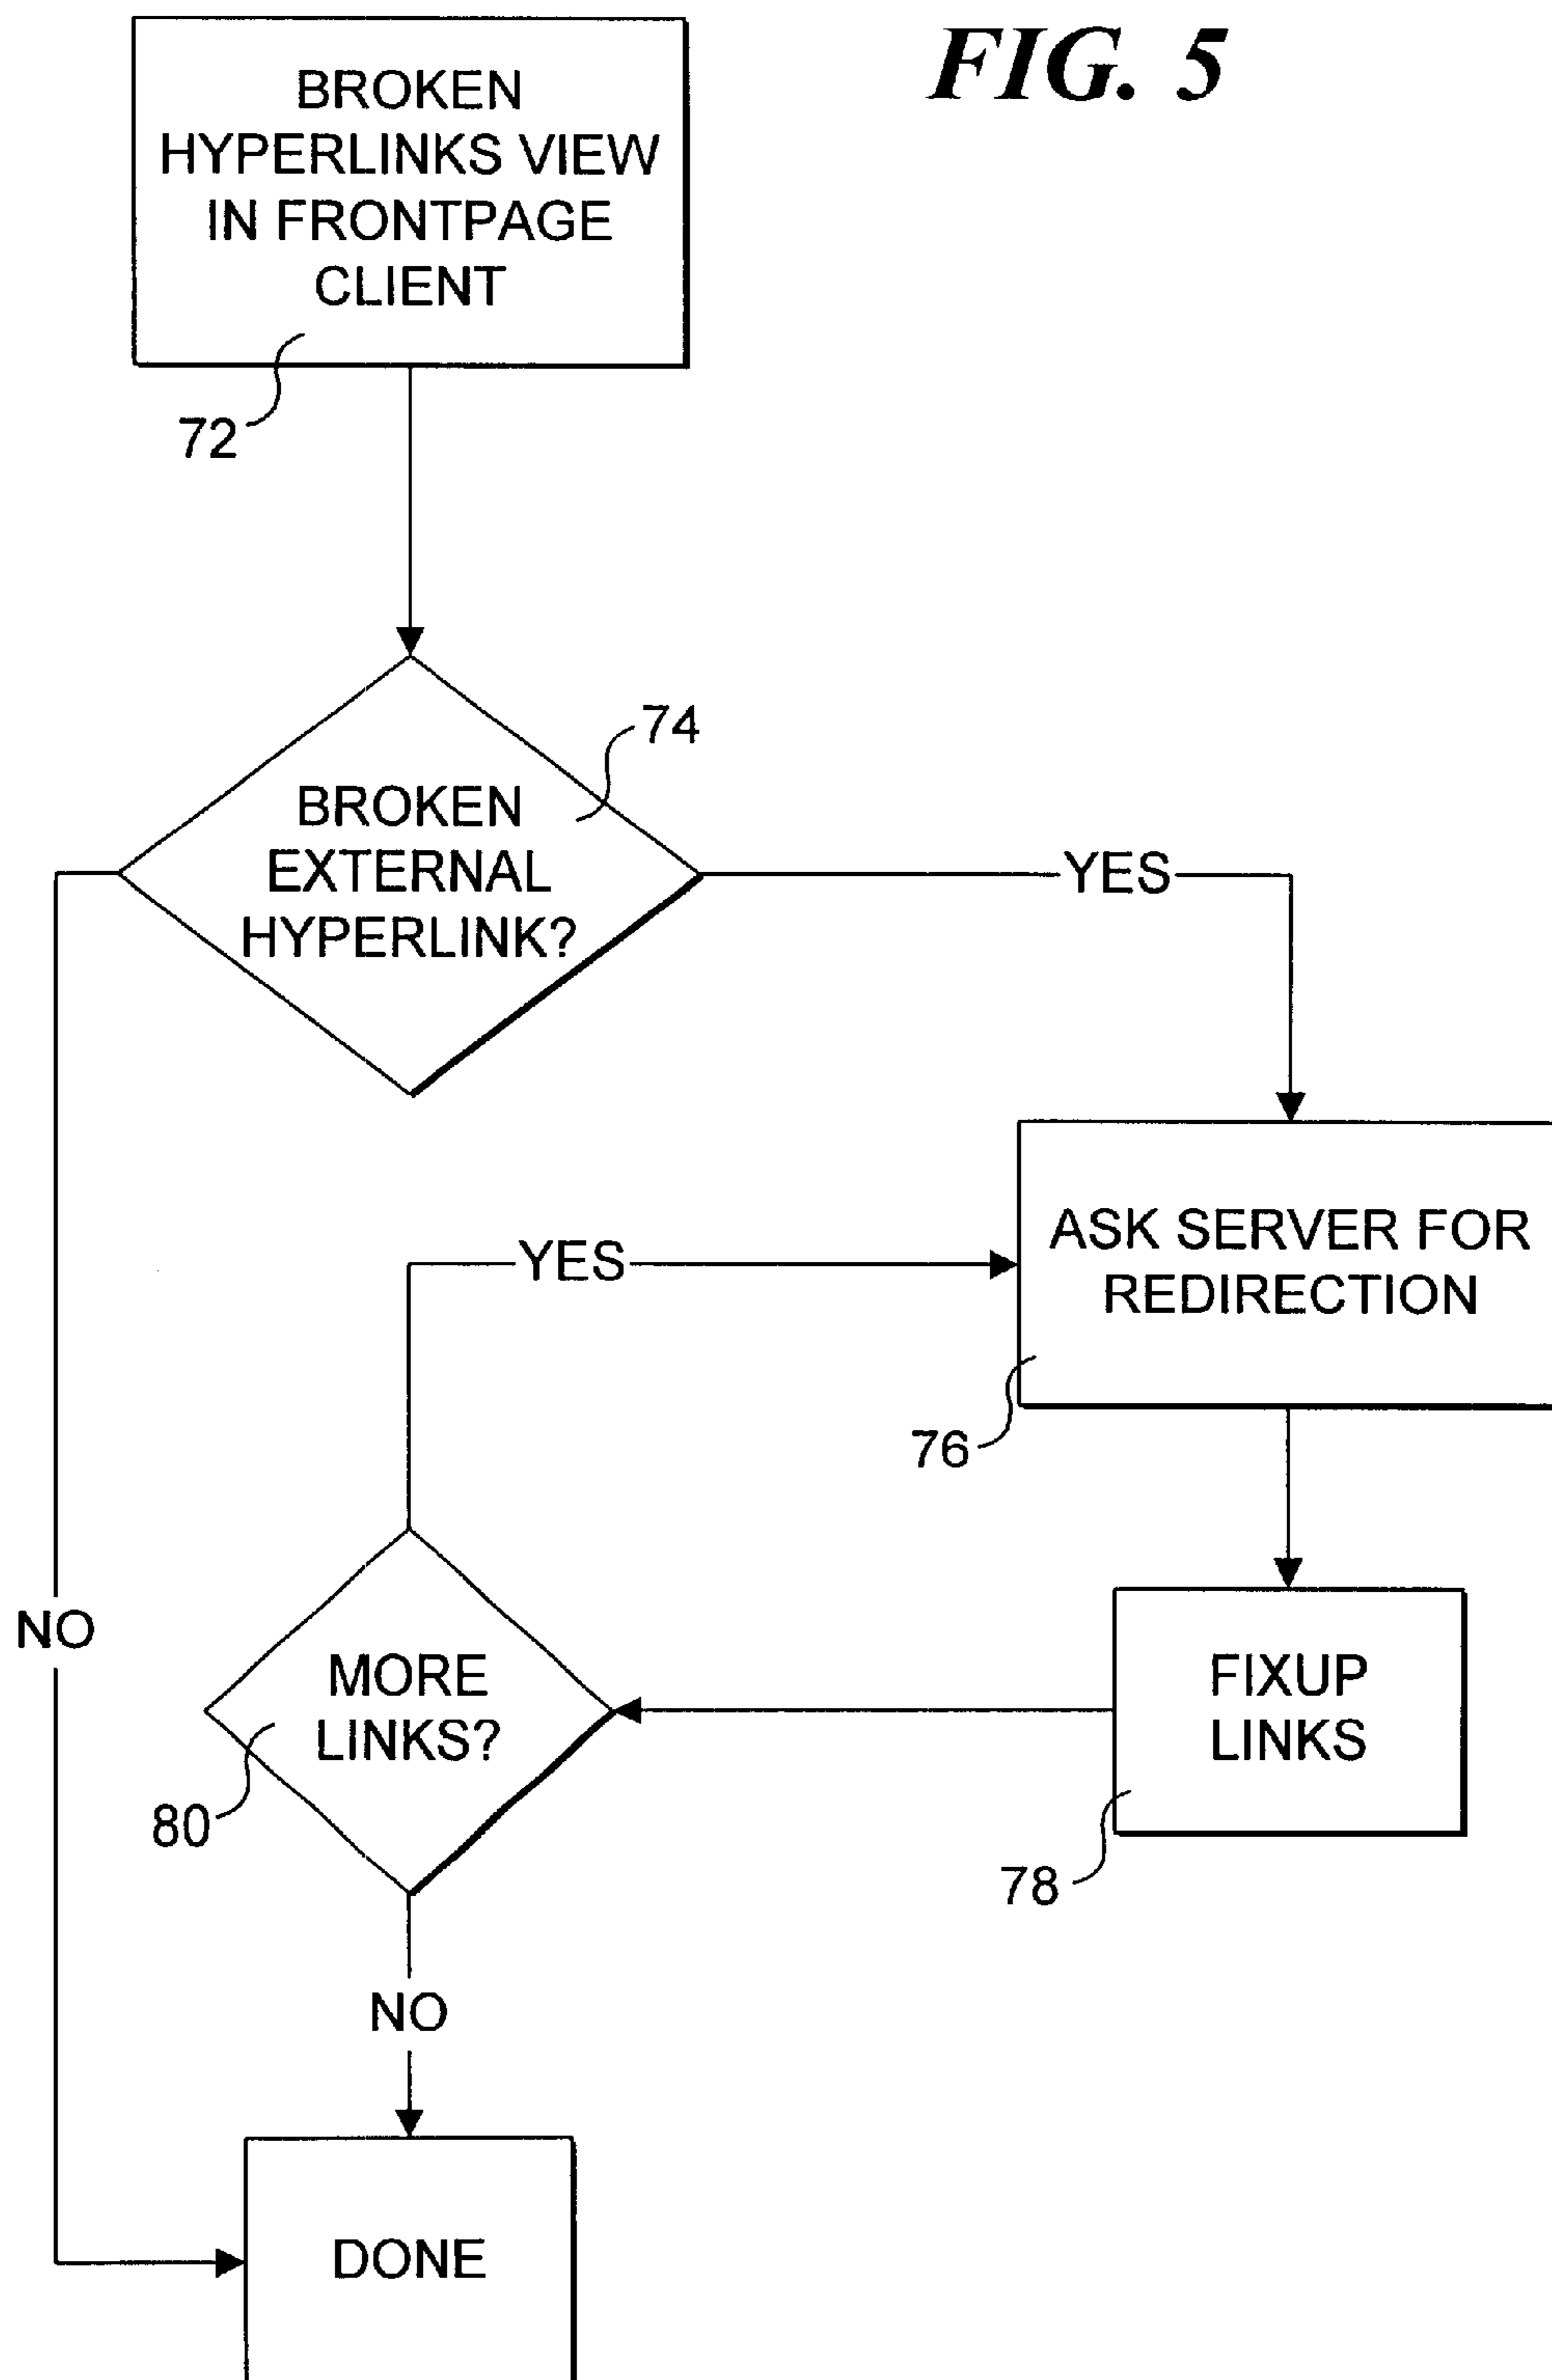 FIG. 5
BROKEN
HYPERLINKS VIEW
IN FRONTPAGE
CLIENT
72
74
BROKEN
EXTERNAL
HYPERLINK?
YES
ASK SERVER FOR
REDIRECTION
YES
76
NO
MORE
LINKS?
FIXUP
LINKS
80
78
NO
DONE